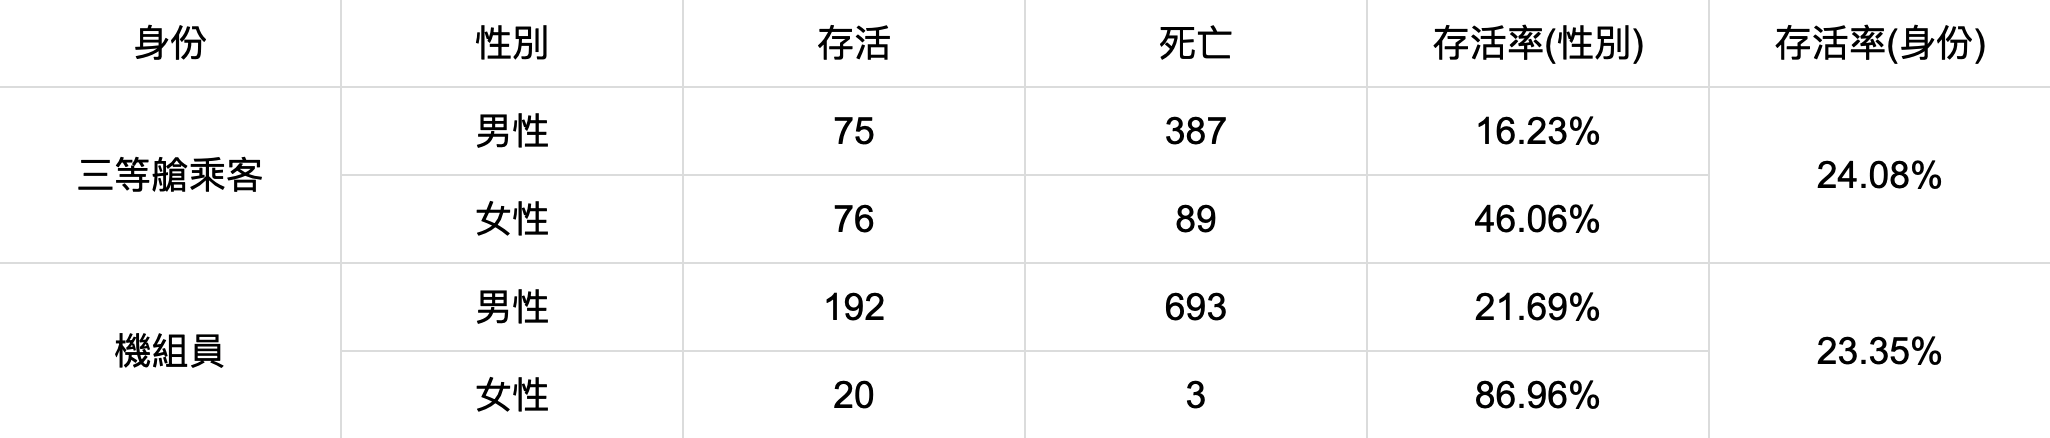 身份 性別 存活 死亡 存活率(性別) 存活率(身份)
三等艙乘客 男性 75 387 16.23% 24.08%
女性 76 89 46.06%
機組員 男性 192 693 21.69% 23.35%
女性 20 3 86.96%